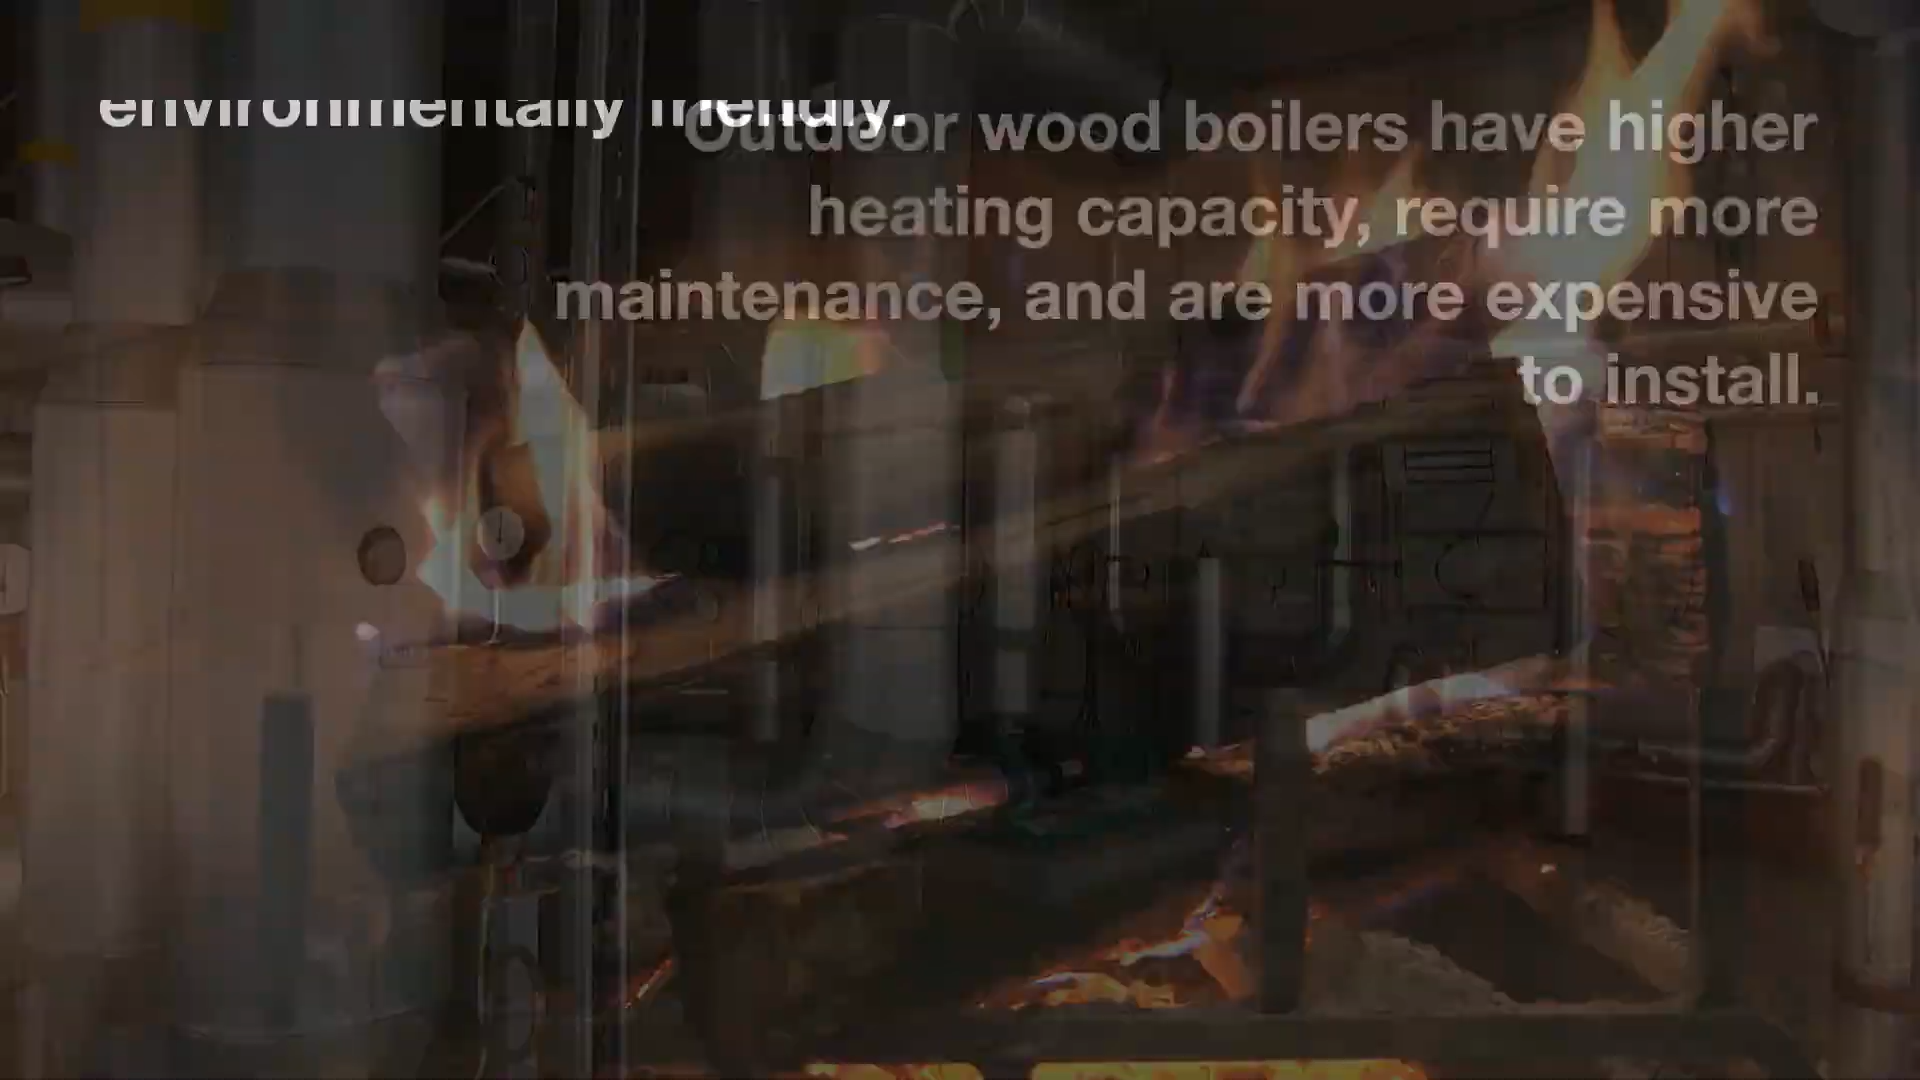 environmentally friendly.
Outdoor wood boilers have higher
heating capacity, require more
maintenance, and are more expensive
to install.